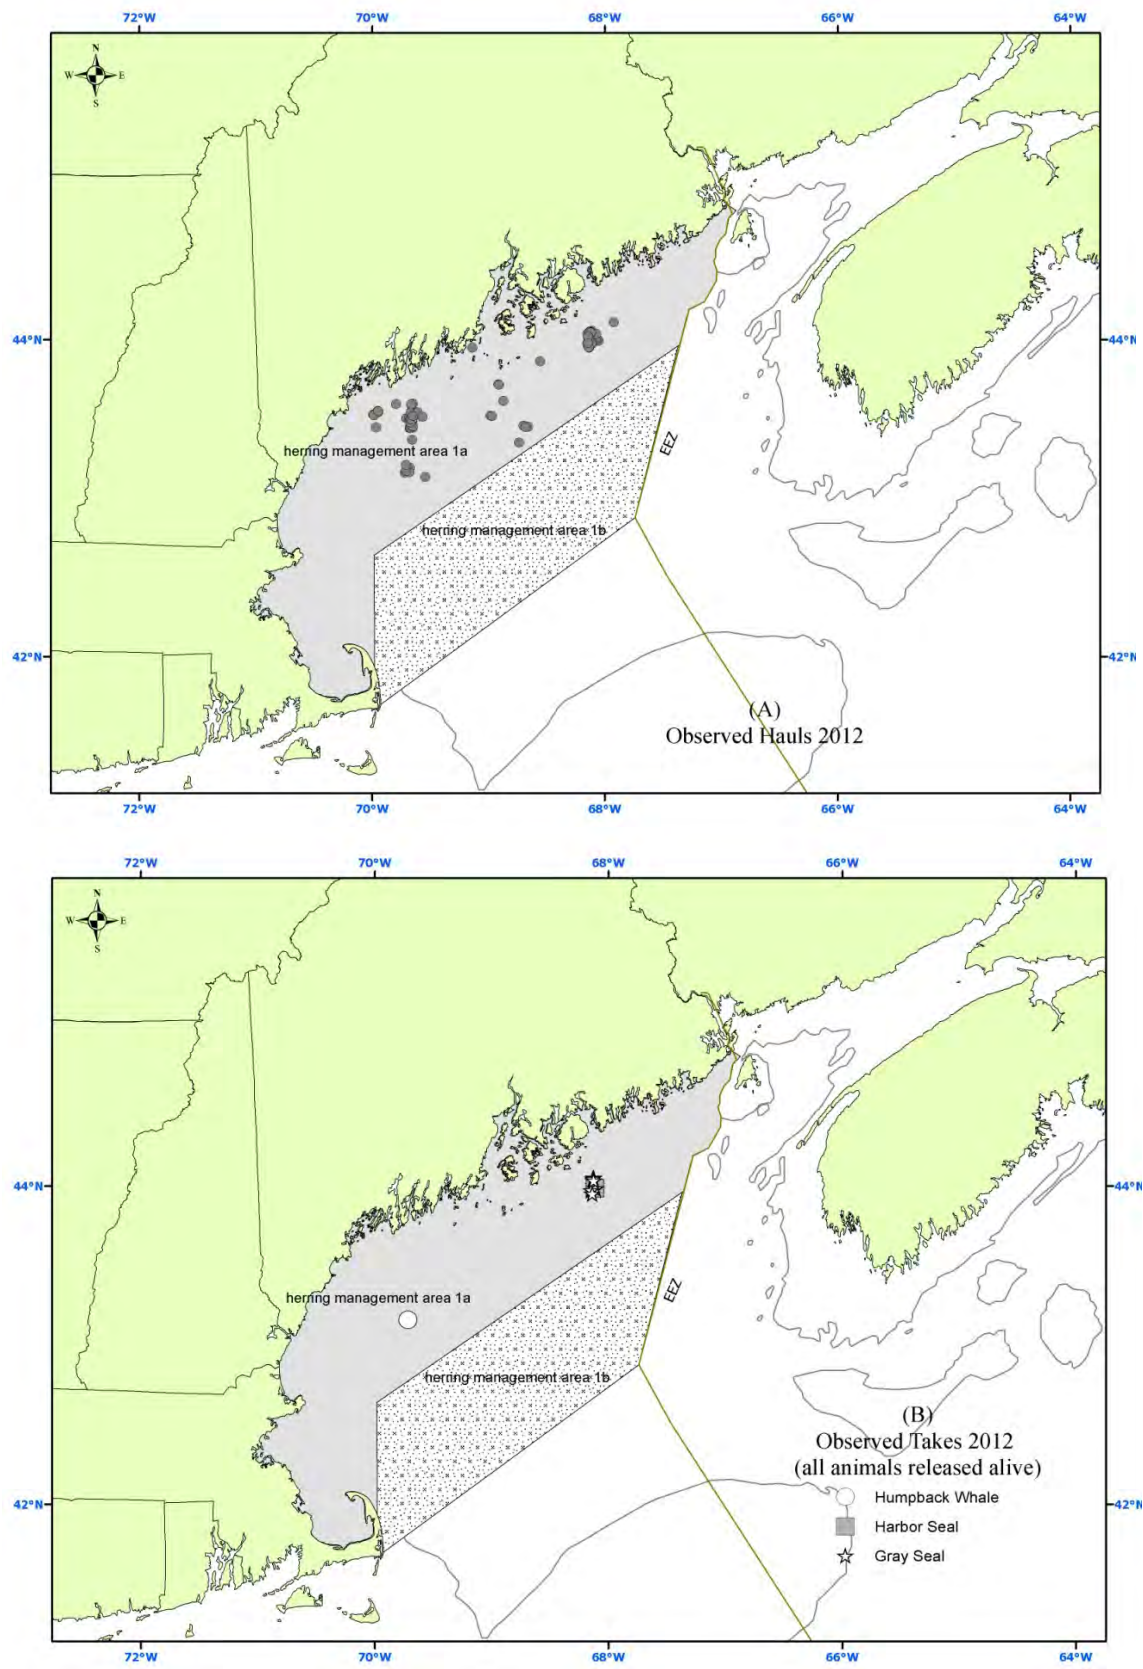 72°W 70°W 68°W 66°W 64°W
N
W E
S
44°N 44°N
herring management area 1a
EEZ
herring management area 1b
42°N 42°N
(A)
Observed Hauls 2012
72°W 70°W 68°W 66°W 64°W
72°W 70°W 68°W 66°W 64°W
N
W E
S
44°N 44°N
herring management area 1a
EEZ
herring management area 1b
(B)
Observed Takes 2012
(all animals released alive)
Humpback Whale
42°N 42°N
Harbor Seal
Gray Seal
72°W 70°W 68°W 66°W 64°W